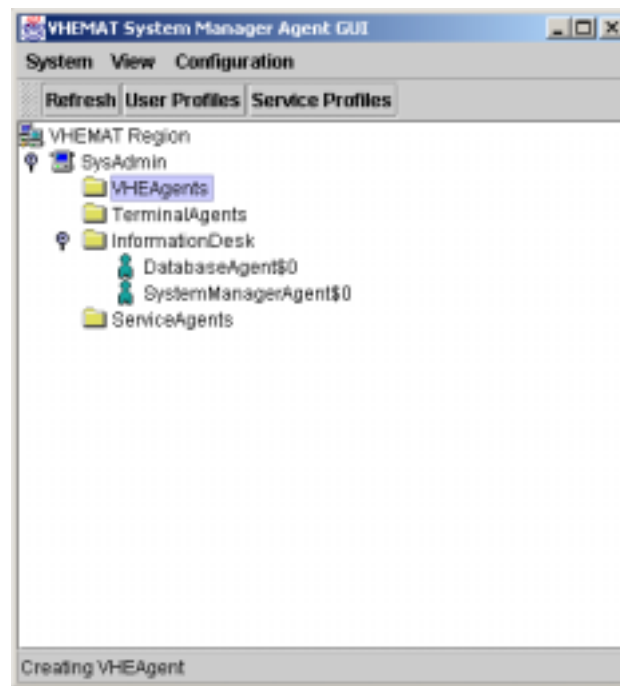 VHEMAT System Manager Agent GUI
System View Configuration
Refresh User Profiles Service Profiles
VHEMAT Region
SysAdmin
VHEAgents
TerminalAgents
InformationDesk
DatabaseAgent$0
SystemManagerAgent$0
ServiceAgents
Creating VHEAgent